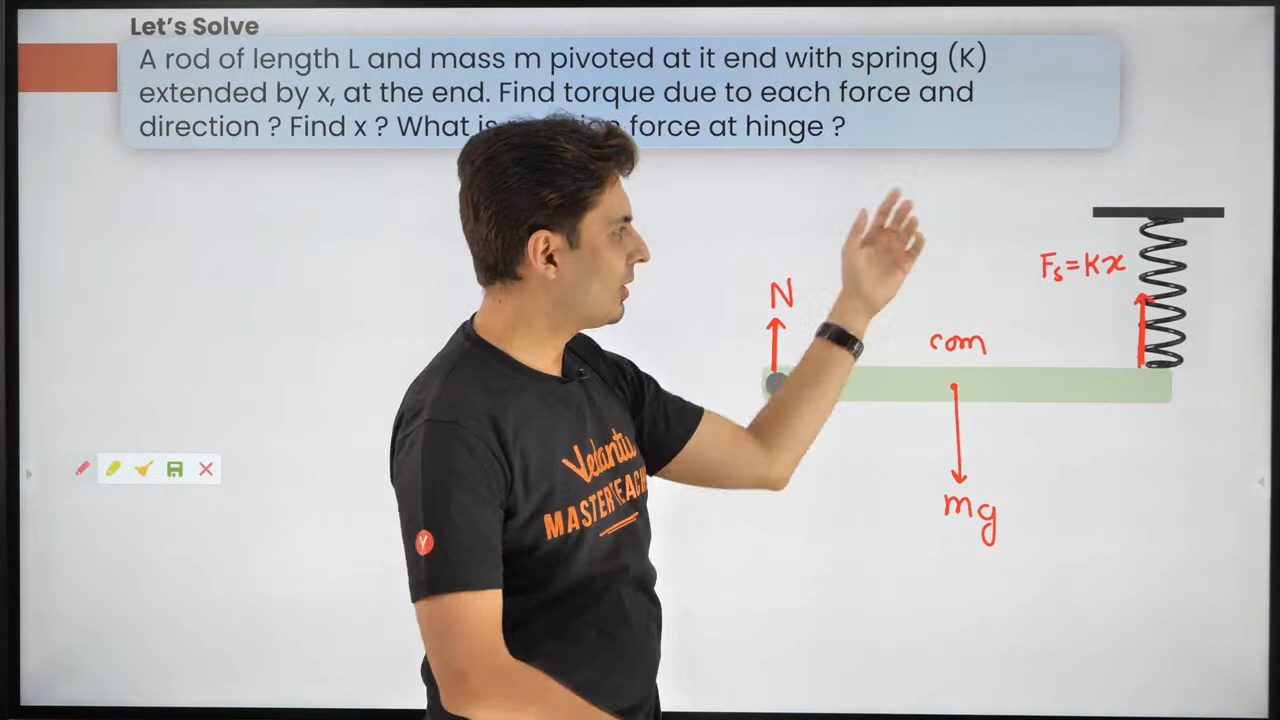 Let's Solve
A rod of length L and mass m pivoted at it end with spring (K)
extended by x, at the end. Find torque due to each force and
direction ? Find x ? What is force at hinge ?
Fs=Kx
N
com
mg
Vedantu
MASTER TEACH